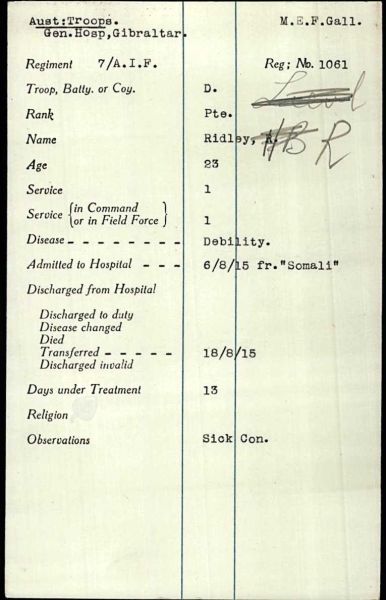 Aust:Troops. M.E.F.Gall.
Gen.Hosp,Gibraltar.
Regiment 7/A.I.F. Reg; No. 1061
Troop, Batty. or Coy. D.
Rank Pte.
Name Ridley, A. HB R
Age 23
Service 1
Service {in Command or in Field Force} 1
Disease - - - - - - - - Debility.
Admitted to Hospital - - - 6/8/15 fr."Somali"
Discharged from Hospital
Discharged to duty
Disease changed
Died
Transferred - - - - - 18/8/15
Discharged invalid
Days under Treatment 13
Religion
Observations Sick Con.